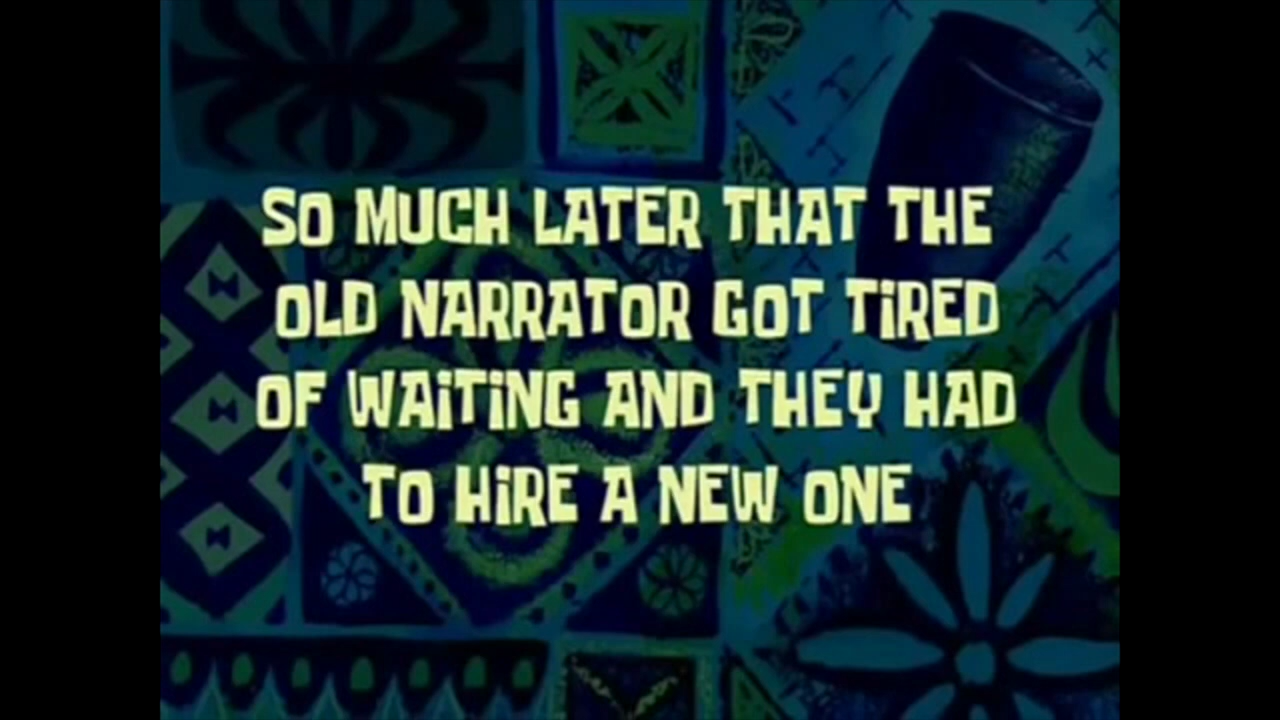 SO MUCH LATER THAT THE
OLD NARRATOR GOT TiRED
OF WAiTiNG AND THEY HAD
TO HiRE A NEW ONE